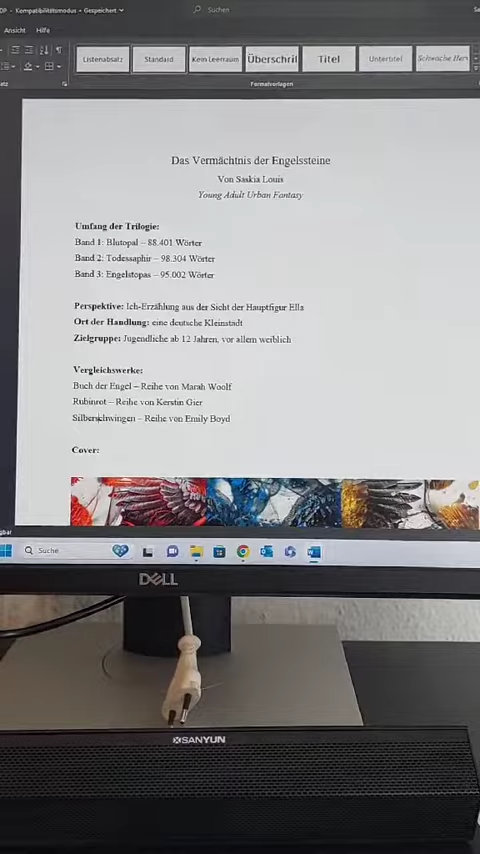 DP - Kompatibilitätsmodus • Gespeichert
Suchen
Ansicht Hilfe
Listenabsatz Standard Kein Leerraum Überschrif Titel Untertitel Schwache Herv
Formatvorlagen
Das Vermächtnis der Engelssteine
Von Saskia Louis
Young Adult Urban Fantasy
Umfang der Trilogie:
Band 1: Blutopal – 88.401 Wörter
Band 2: Todessaphir – 98.304 Wörter
Band 3: Engelstopas – 95.002 Wörter
Perspektive: Ich-Erzählung aus der Sicht der Hauptfigur Ella
Ort der Handlung: eine deutsche Kleinstadt
Zielgruppe: Jugendliche ab 12 Jahren, vor allem weiblich
Vergleichswerke:
Buch der Engel – Reihe von Marah Woolf
Rubinrot – Reihe von Kerstin Gier
Silberschwingen – Reihe von Emily Boyd
Cover:
Suche
DELL
SANYUN